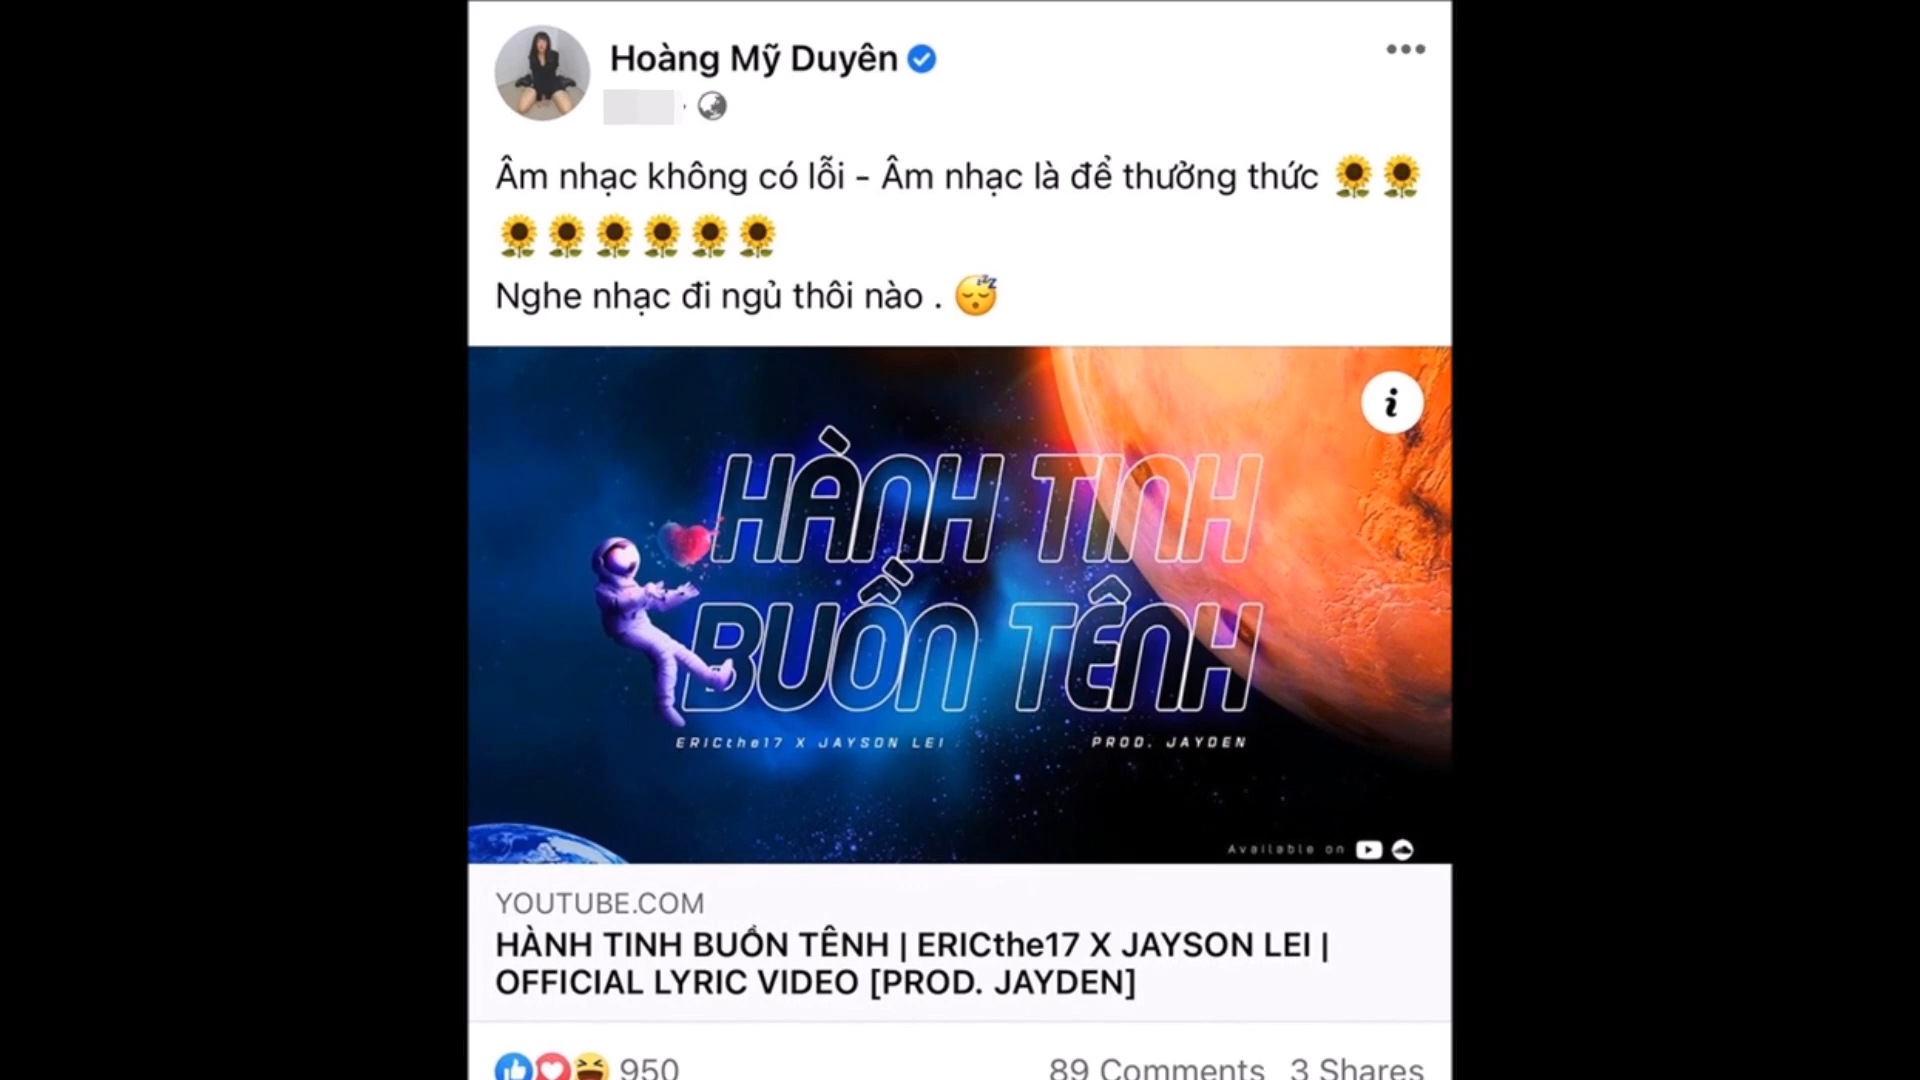 Hoàng Mỹ Duyên
Âm nhạc không có lỗi - Âm nhạc là để thưởng thức 🌻🌻
🌻🌻🌻🌻🌻🌻
Nghe nhạc đi ngủ thôi nào . 😴
HÀNH TINH
BUỒN TÊNH
ERICthe17 X JAYSON LEI
PROD. JAYDEN
Available on
YOUTUBE.COM
HÀNH TINH BUỒN TÊNH | ERICthe17 X JAYSON LEI |
OFFICIAL LYRIC VIDEO [PROD. JAYDEN]
950 89 Comments 3 Shares